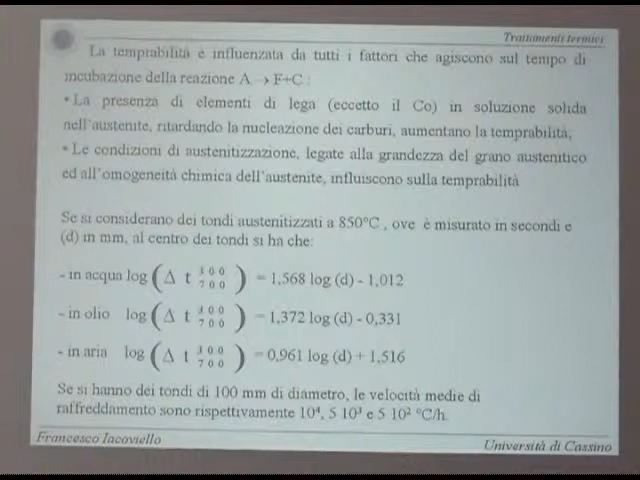 Trattamenti termici
La temprabilità è influenzata da tutti i fattori che agiscono sul tempo di
incubazione della reazione A → F+C :
• La presenza di elementi di lega (eccetto il Co) in soluzione solida
nell'austenite, ritardando la nucleazione dei carburi, aumentano la temprabilità;
• Le condizioni di austenitizzazione, legate alla grandezza del grano austenitico
ed all'omogeneità chimica dell'austenite, influiscono sulla temprabilità
Se si considerano dei tondi austenitizzati a 850°C , ove è misurato in secondi e
(d) in mm, al centro dei tondi si ha che:
- in acqua log ( Δ t 300 700 ) = 1,568 log (d) - 1,012
- in olio log ( Δ t 300 700 ) = 1,372 log (d) - 0,331
- in aria log ( Δ t 300 700 ) = 0,961 log (d) + 1,516
Se si hanno dei tondi di 100 mm di diametro, le velocità medie di
raffreddamento sono rispettivamente 10⁴, 5 10³ e 5 10² °C/h.
Francesco Iacoviello
Università di Cassino